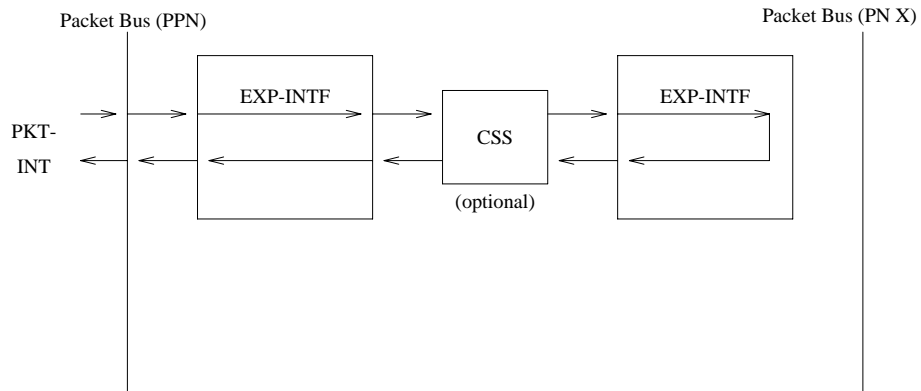 Packet Bus (PPN)
Packet Bus (PN X)
EXP-INTF
EXP-INTF
PKT-
INT
CSS
(optional)